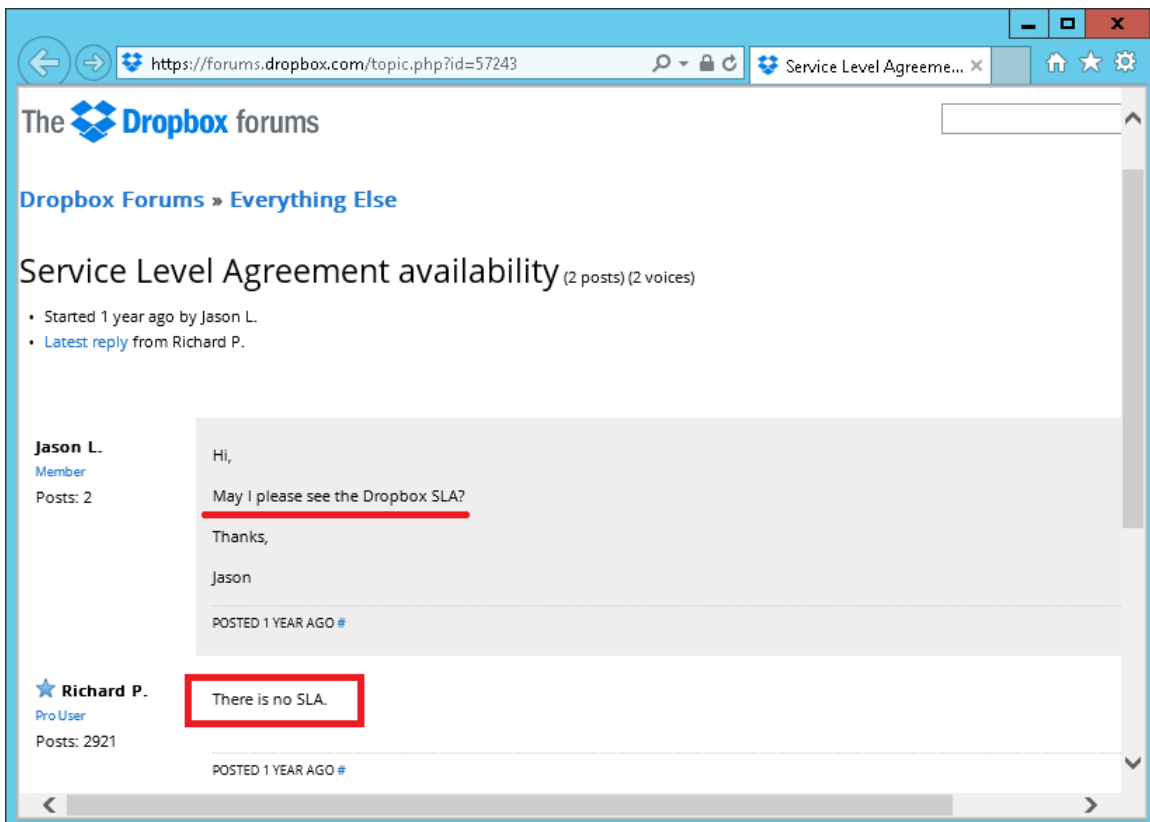 https://forums.dropbox.com/topic.php?id=57243
Service Level Agreeme...
The Dropbox forums
Dropbox Forums » Everything Else
Service Level Agreement availability (2 posts) (2 voices)
• Started 1 year ago by Jason L.
• Latest reply from Richard P.
Jason L.
Member
Posts: 2
Hi,
May I please see the Dropbox SLA?
Thanks,
Jason
POSTED 1 YEAR AGO #
Richard P.
Pro User
Posts: 2921
There is no SLA.
POSTED 1 YEAR AGO #